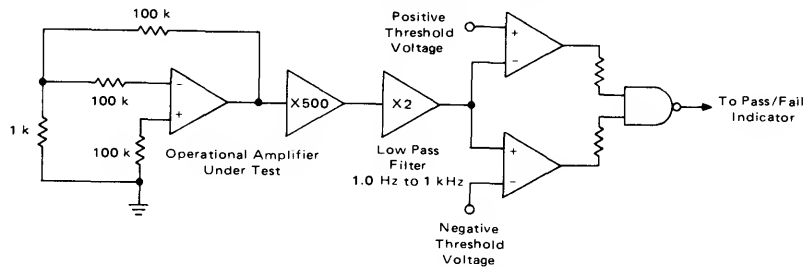 100 k
Positive
Threshold
Voltage
+
-
100 k
-
+
X500
X2
To Pass/Fail
Indicator
1 k
100 k
Operational Amplifier
Under Test
Low Pass
Filter
1.0 Hz to 1 kHz
+
-
Negative
Threshold
Voltage